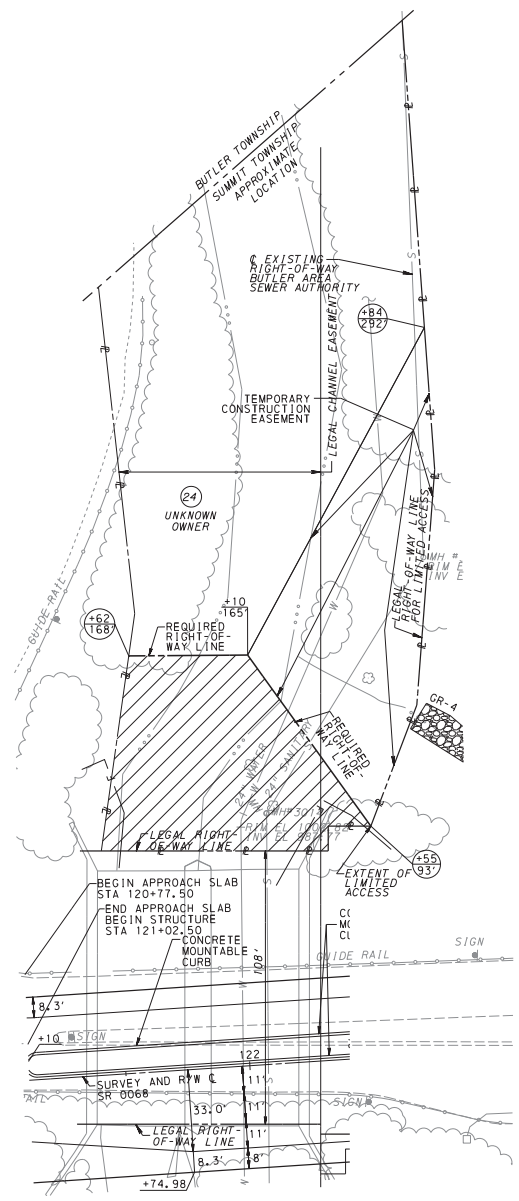 BUTLER TOWNSHIP
SUMMIT TOWNSHIP
APPROXIMATE
LOCATION
℄ EXISTING
RIGHT-OF-WAY
BUTLER AREA
SEWER AUTHORITY
+84
292'
LEGAL CHANNEL EASEMENT
TEMPORARY
CONSTRUCTION
EASEMENT
24
UNKNOWN
OWNER
LEGAL
RIGHT-OF-WAY LINE
FOR LIMITED ACCESS
INV E
GUIDE RAIL
+62
168'
+10
165'
REQUIRED
RIGHT-OF-
WAY LINE
GR-4
REQUIRED
RIGHT-OF-
WAY LINE
24" WATER
24" SANITARY
LEGAL RIGHT-
OF-WAY LINE
+55
93'
EXTENT OF
LIMITED
ACCESS
BEGIN APPROACH SLAB
STA 120+77.50
END APPROACH SLAB
BEGIN STRUCTURE
STA 121+02.50
CONCRETE
MOUNTABLE
CURB
108'
GUIDE RAIL
SIGN
8.3'
+10
SIGN
122
SURVEY AND R/W ℄
SR 0068
11'
33.0'
11'
SIGN
LEGAL RIGHT-
OF-WAY LINE
11'
8.3'
8'
+74.98